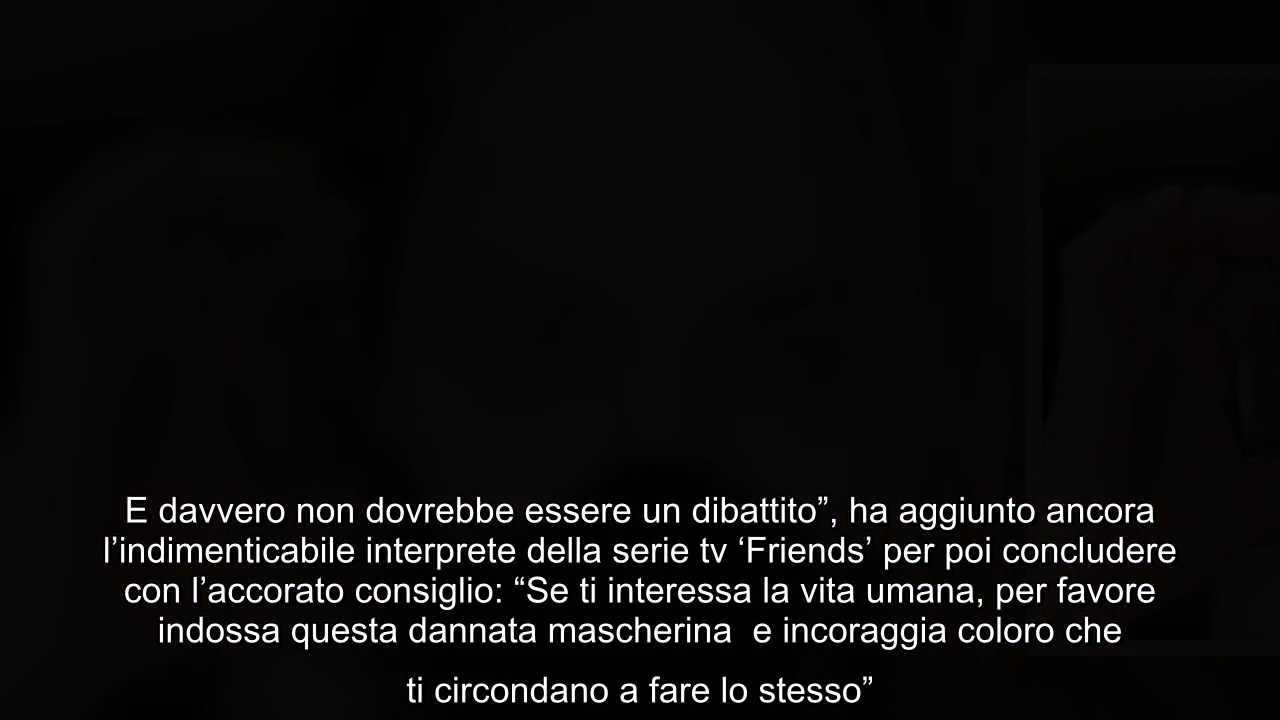 E davvero non dovrebbe essere un dibattito”, ha aggiunto ancora
l’indimenticabile interprete della serie tv ‘Friends’ per poi concludere
con l’accorato consiglio: “Se ti interessa la vita umana, per favore
indossa questa dannata mascherina  e incoraggia coloro che
ti circondano a fare lo stesso”